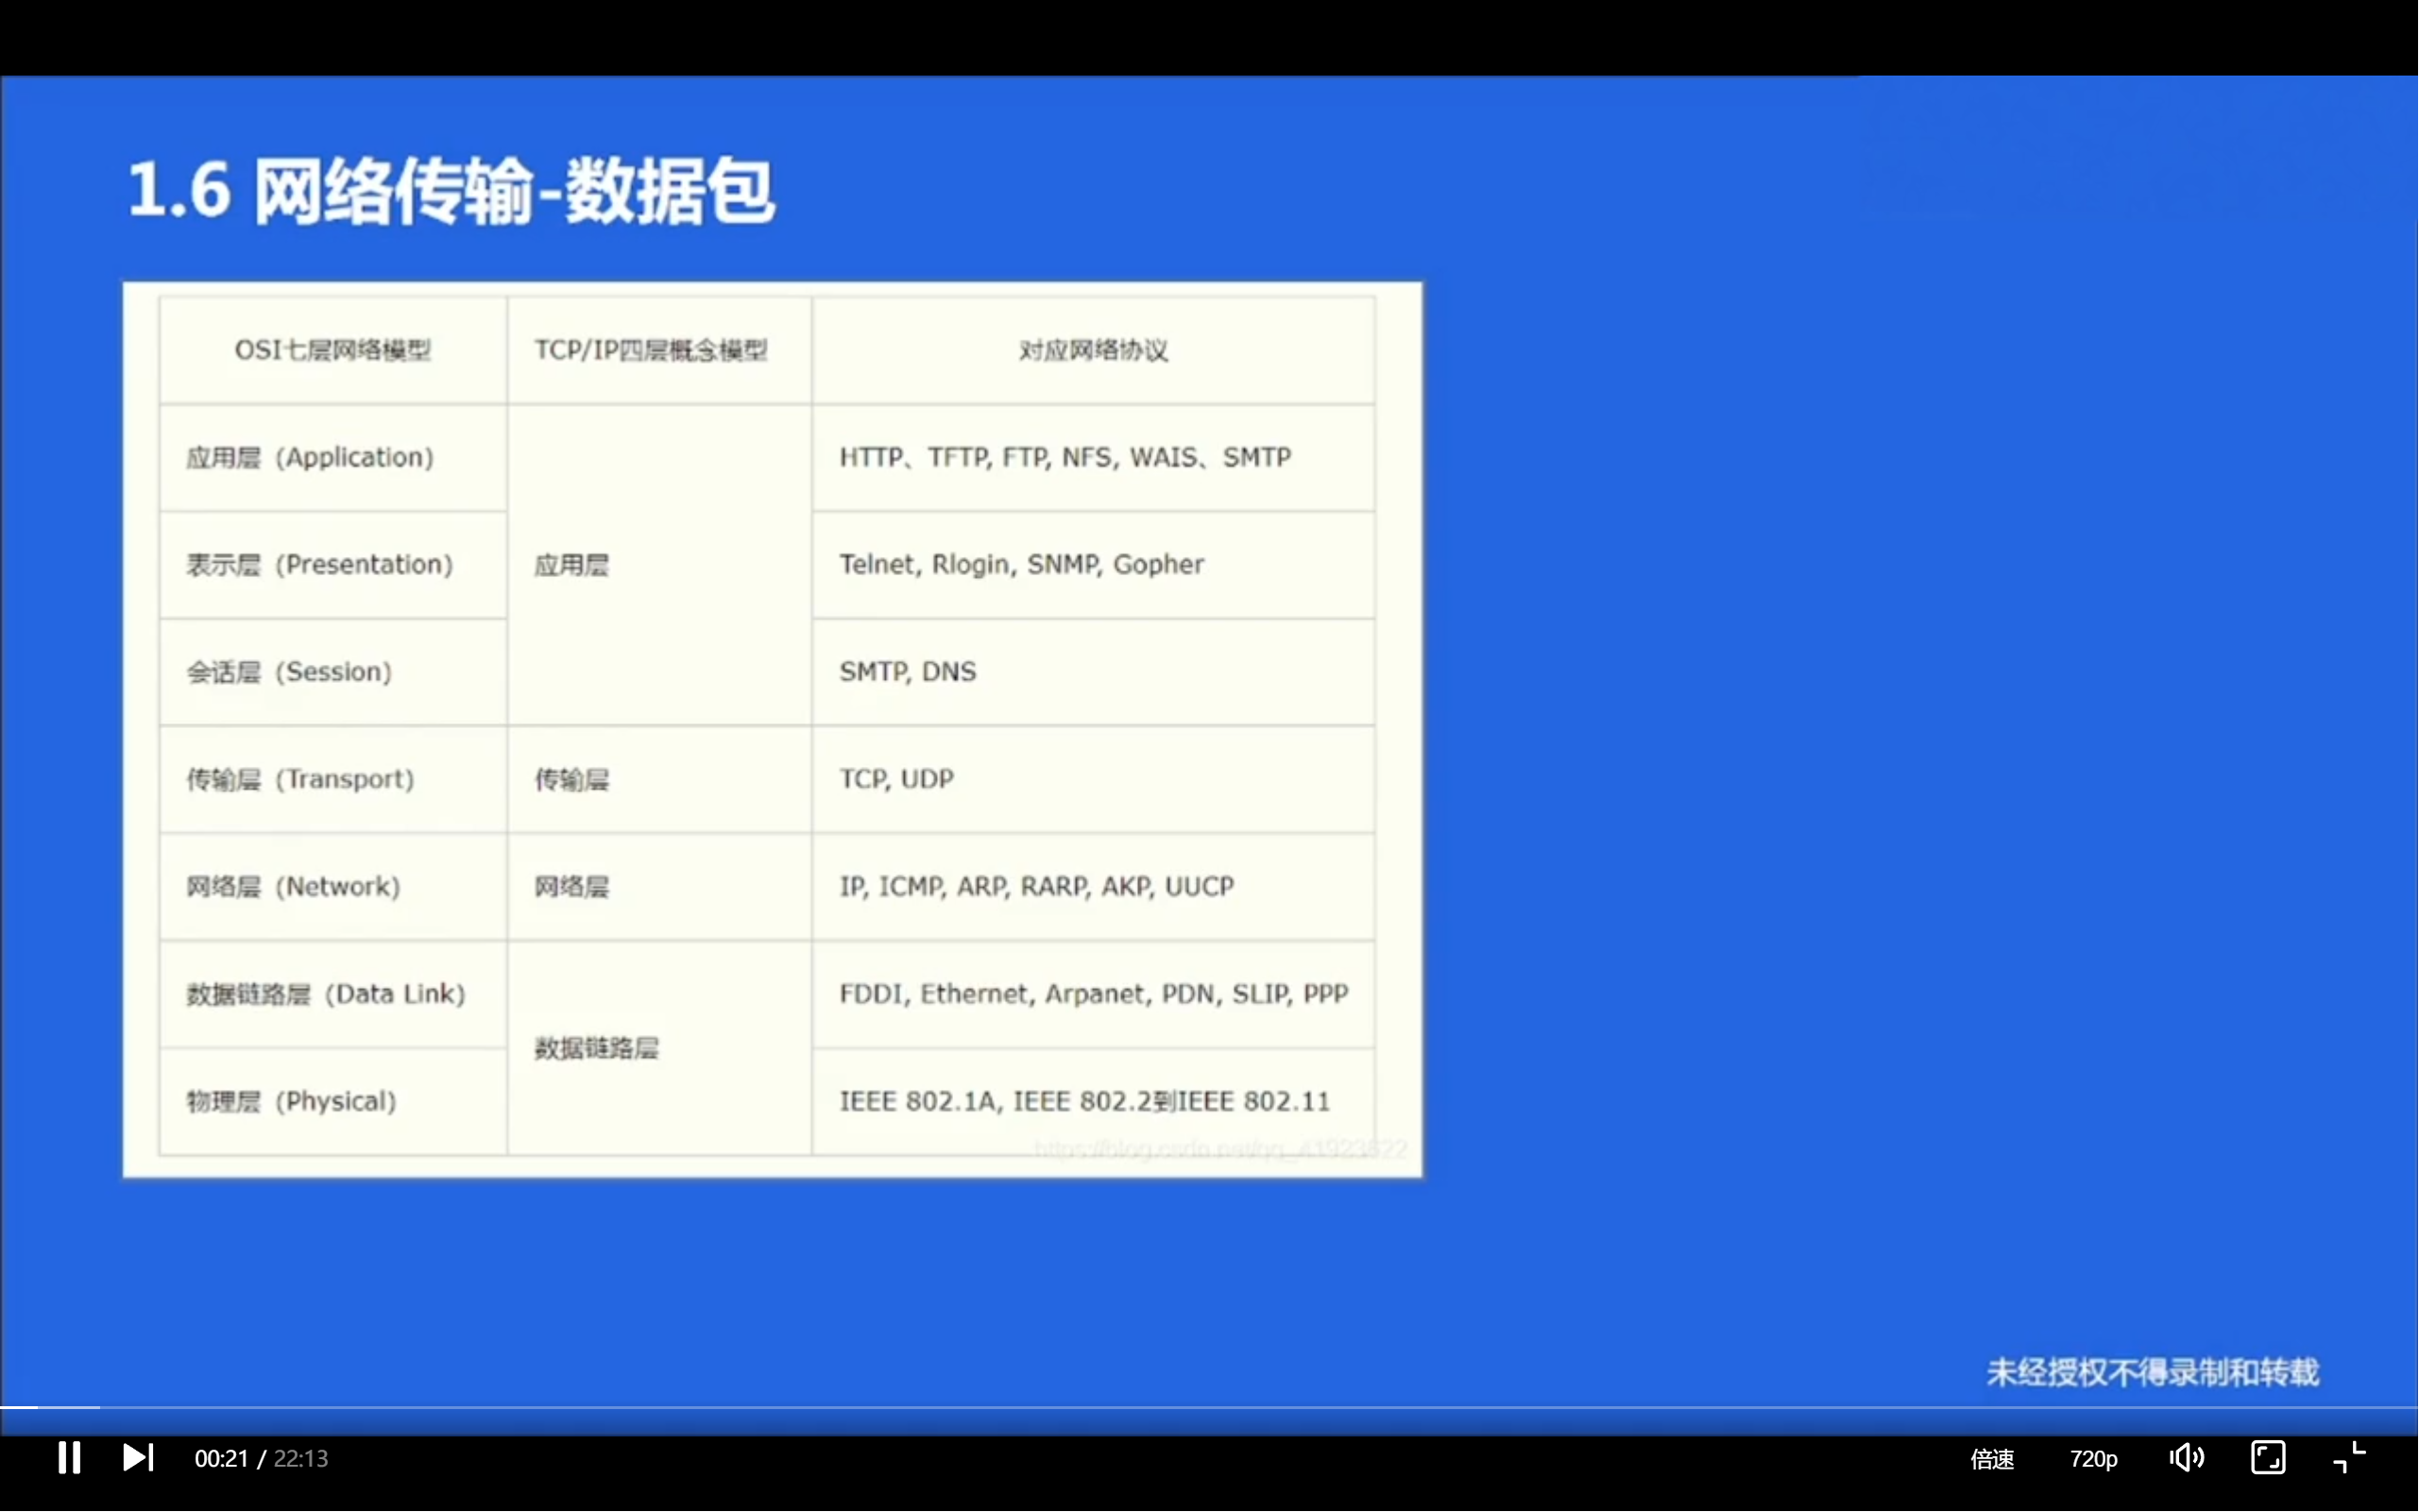 1.6 网络传输-数据包
OSI七层网络模型 TCP/IP四层概念模型 对应网络协议
应用层 (Application) HTTP、TFTP, FTP, NFS, WAIS、SMTP
表示层 (Presentation) 应用层 Telnet, Rlogin, SNMP, Gopher
会话层 (Session) SMTP, DNS
传输层 (Transport) 传输层 TCP, UDP
网络层 (Network) 网络层 IP, ICMP, ARP, RARP, AKP, UUCP
数据链路层 (Data Link) FDDI, Ethernet, Arpanet, PDN, SLIP, PPP
数据链路层
物理层 (Physical) IEEE 802.1A, IEEE 802.2到IEEE 802.11
未经授权不得录制和转载
00:21 / 22:13 倍速 720p